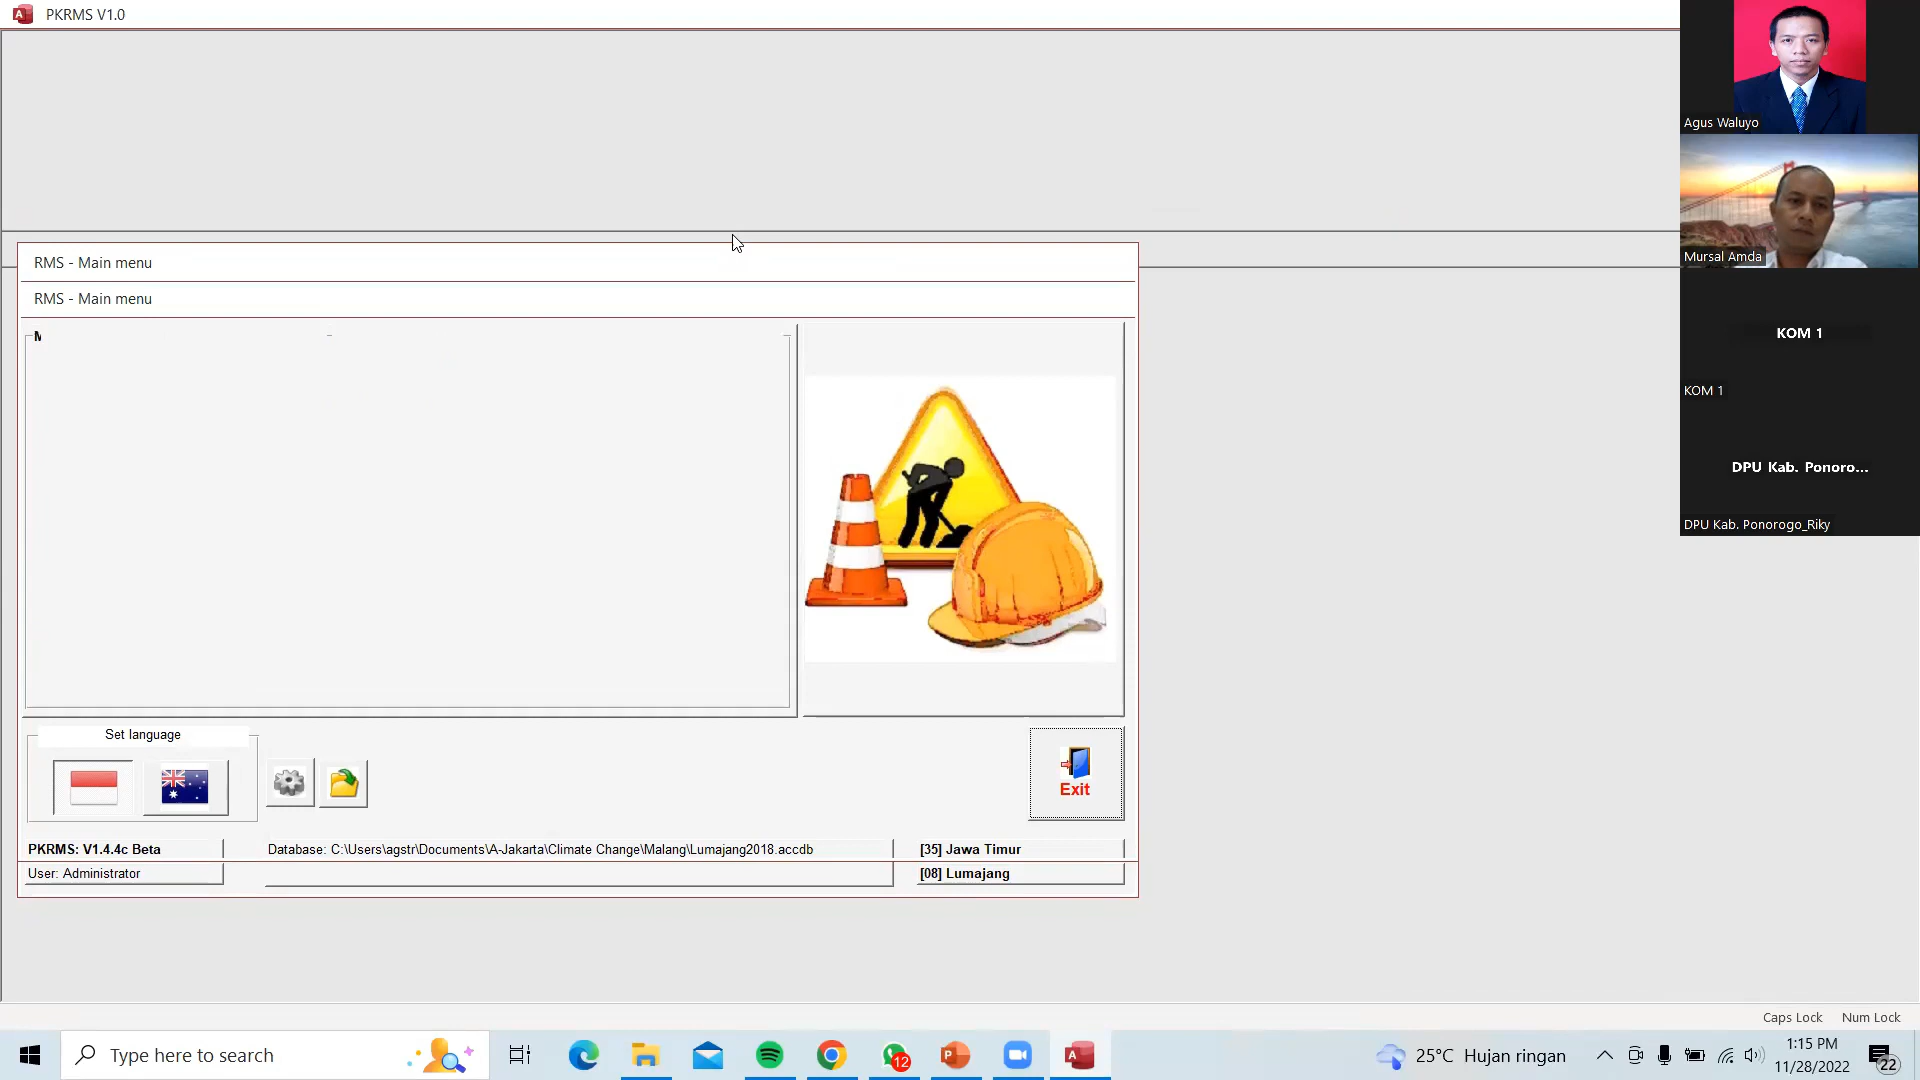 PKRMS V1.0
Agus Waluyo
Mursal Amda
KOM 1
KOM 1
DPU Kab. Ponoro...
DPU Kab. Ponorogo_Riky
RMS - Main menu
RMS - Main menu
Set language
Exit
PKRMS: V1.4.4c Beta
Database: C:\Users\agstr\Documents\A-Jakarta\Climate Change\Malang\Lumajang2018.accdb
[35] Jawa Timur
User: Administrator
[08] Lumajang
Caps Lock
Num Lock
Type here to search
12
25°C Hujan ringan
1:15 PM
11/28/2022
22